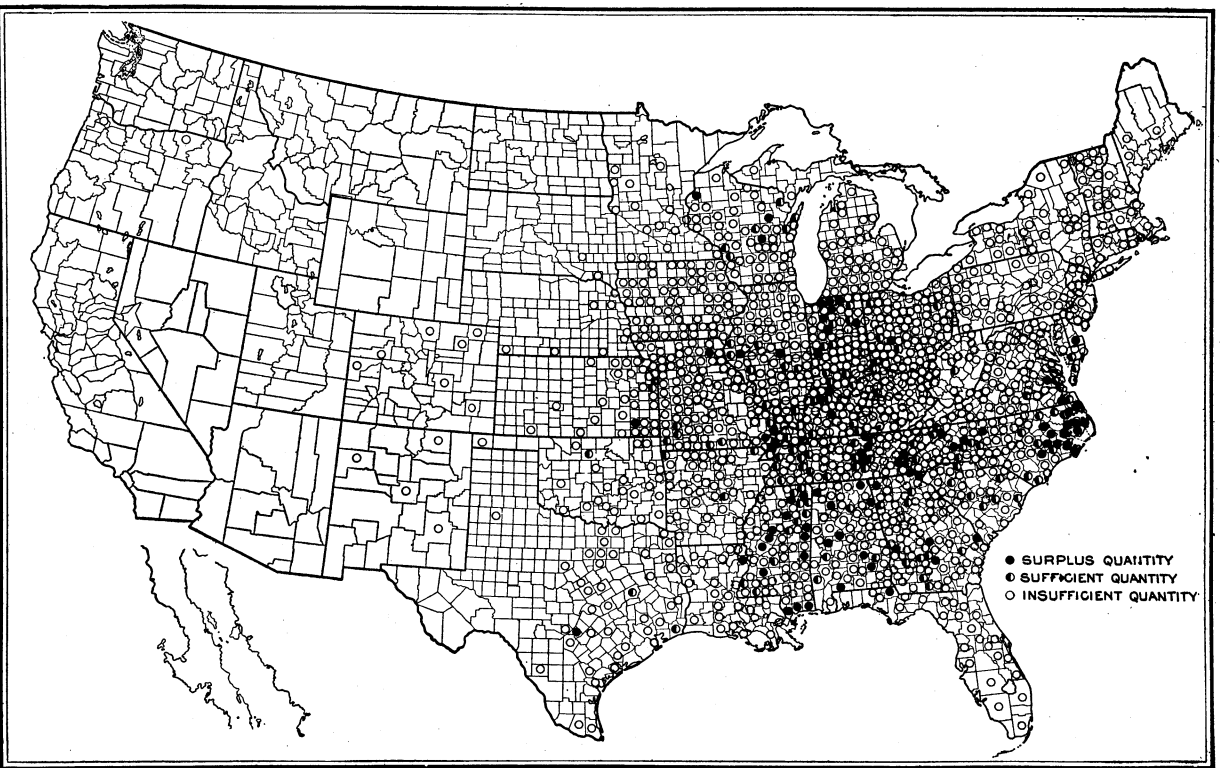 ● SURPLUS QUANTITY
◐ SUFFICIENT QUANTITY
○ INSUFFICIENT QUANTITY